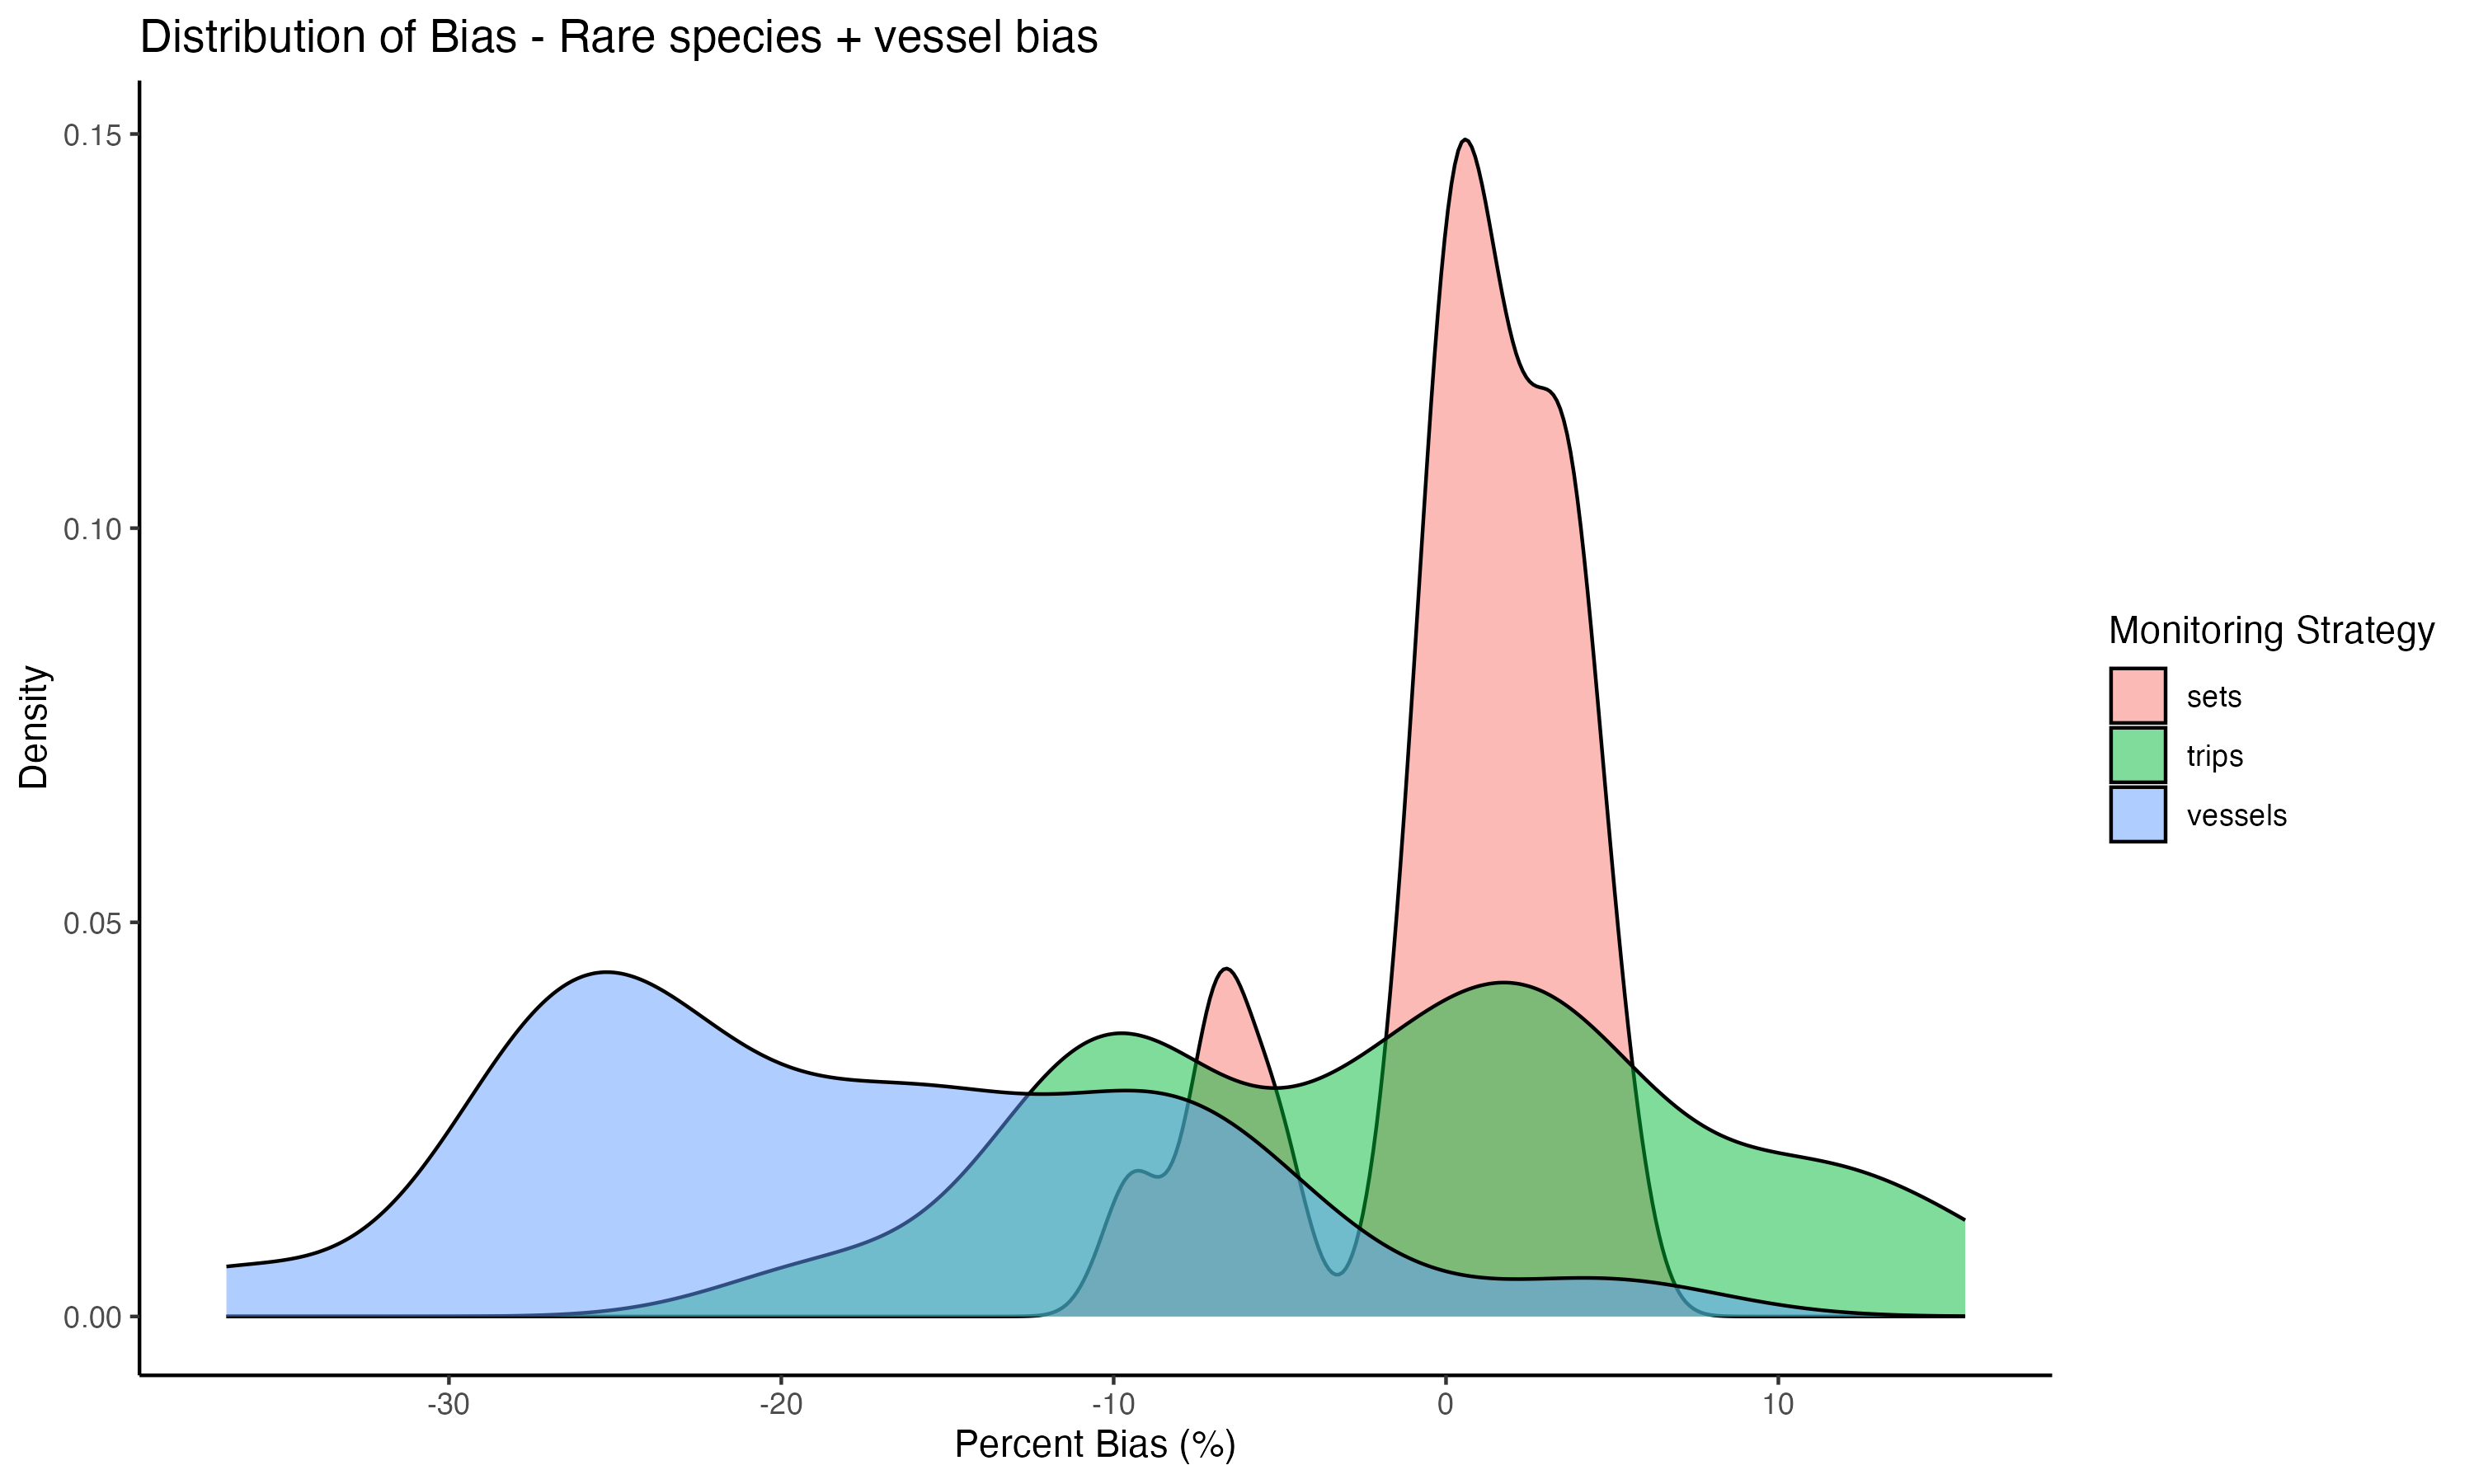 Distribution of Bias - Rare species + vessel bias
0.15
0.10
0.05
0.00
Density
-30
-20
-10
0
10
Percent Bias (%)
Monitoring Strategy
sets
trips
vessels